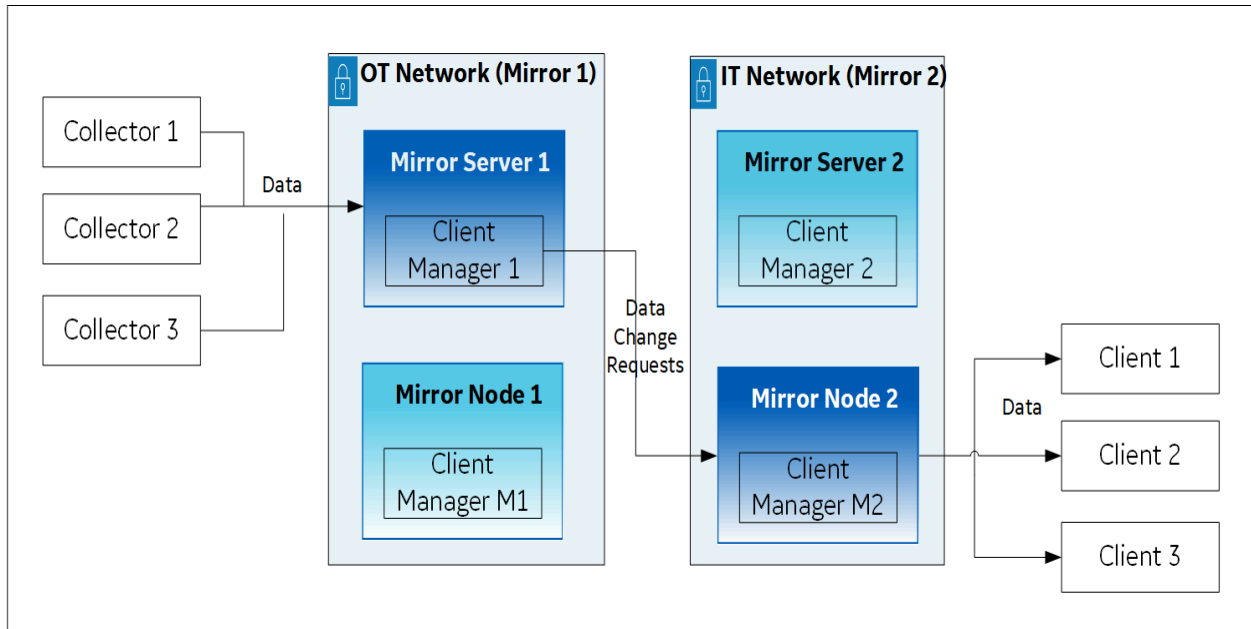 OT Network (Mirror 1)
IT Network (Mirror 2)
Collector 1
Collector 2
Collector 3
Data
Mirror Server 1
Client
Manager 1
Mirror Node 1
Client
Manager M1
Data
Change
Requests
Mirror Server 2
Client
Manager 2
Mirror Node 2
Client
Manager M2
Data
Client 1
Client 2
Client 3